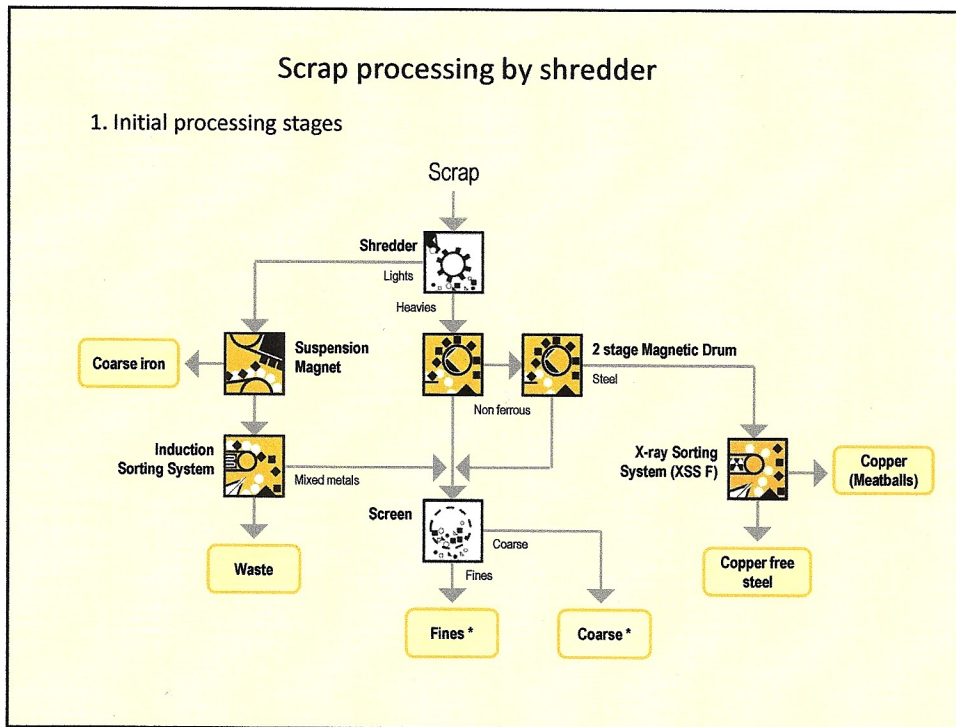 Scrap processing by shredder
1. Initial processing stages
Scrap
Shredder
Lights
Heavies
Suspension
Magnet
Coarse iron
2 stage Magnetic Drum
Steel
Non ferrous
Induction
Sorting System
Mixed metals
X-ray Sorting
System (XSS F)
Copper
(Meatballs)
Screen
Coarse
Fines
Waste
Copper free
steel
Fines *
Coarse *